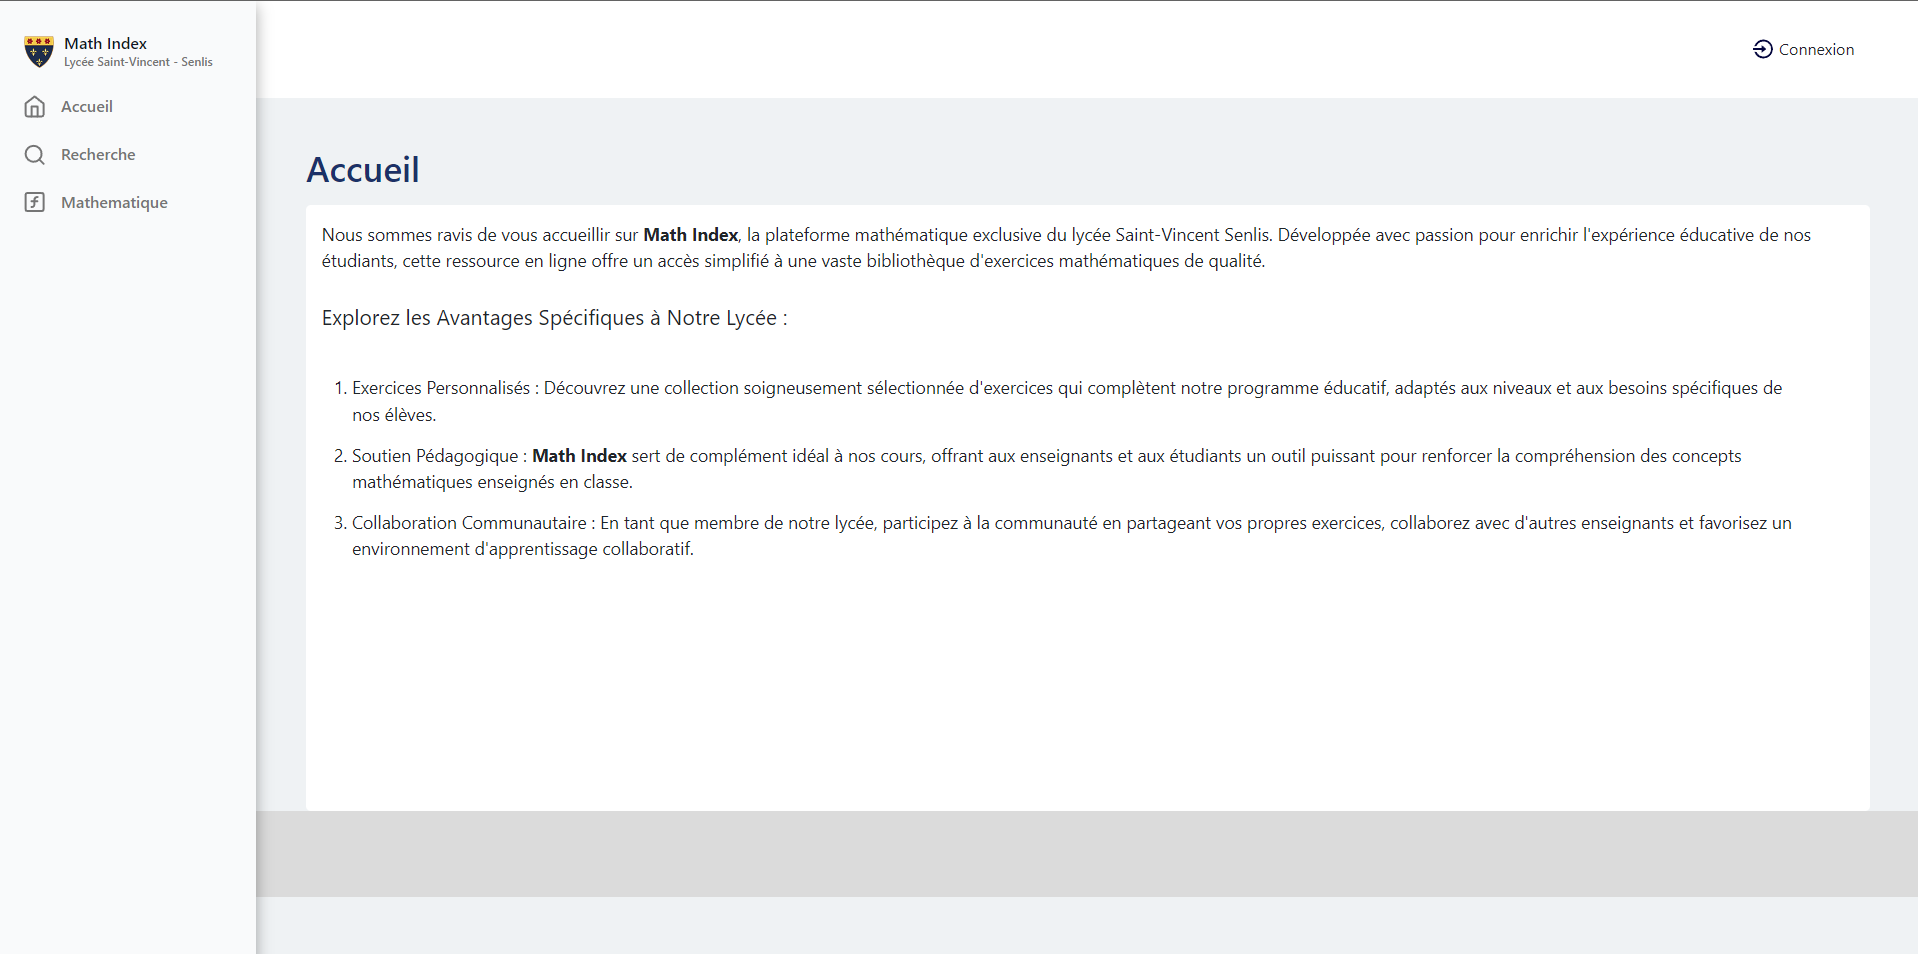 Math Index
Lycée Saint-Vincent - Senlis
Accueil
Recherche
Mathematique
Connexion
Accueil
Nous sommes ravis de vous accueillir sur Math Index, la plateforme mathématique exclusive du lycée Saint-Vincent Senlis. Développée avec passion pour enrichir l'expérience éducative de nos
étudiants, cette ressource en ligne offre un accès simplifié à une vaste bibliothèque d'exercices mathématiques de qualité.
Explorez les Avantages Spécifiques à Notre Lycée :
1. Exercices Personnalisés : Découvrez une collection soigneusement sélectionnée d'exercices qui complètent notre programme éducatif, adaptés aux niveaux et aux besoins spécifiques de
nos élèves.
2. Soutien Pédagogique : Math Index sert de complément idéal à nos cours, offrant aux enseignants et aux étudiants un outil puissant pour renforcer la compréhension des concepts
mathématiques enseignés en classe.
3. Collaboration Communautaire : En tant que membre de notre lycée, participez à la communauté en partageant vos propres exercices, collaborez avec d'autres enseignants et favorisez un
environnement d'apprentissage collaboratif.